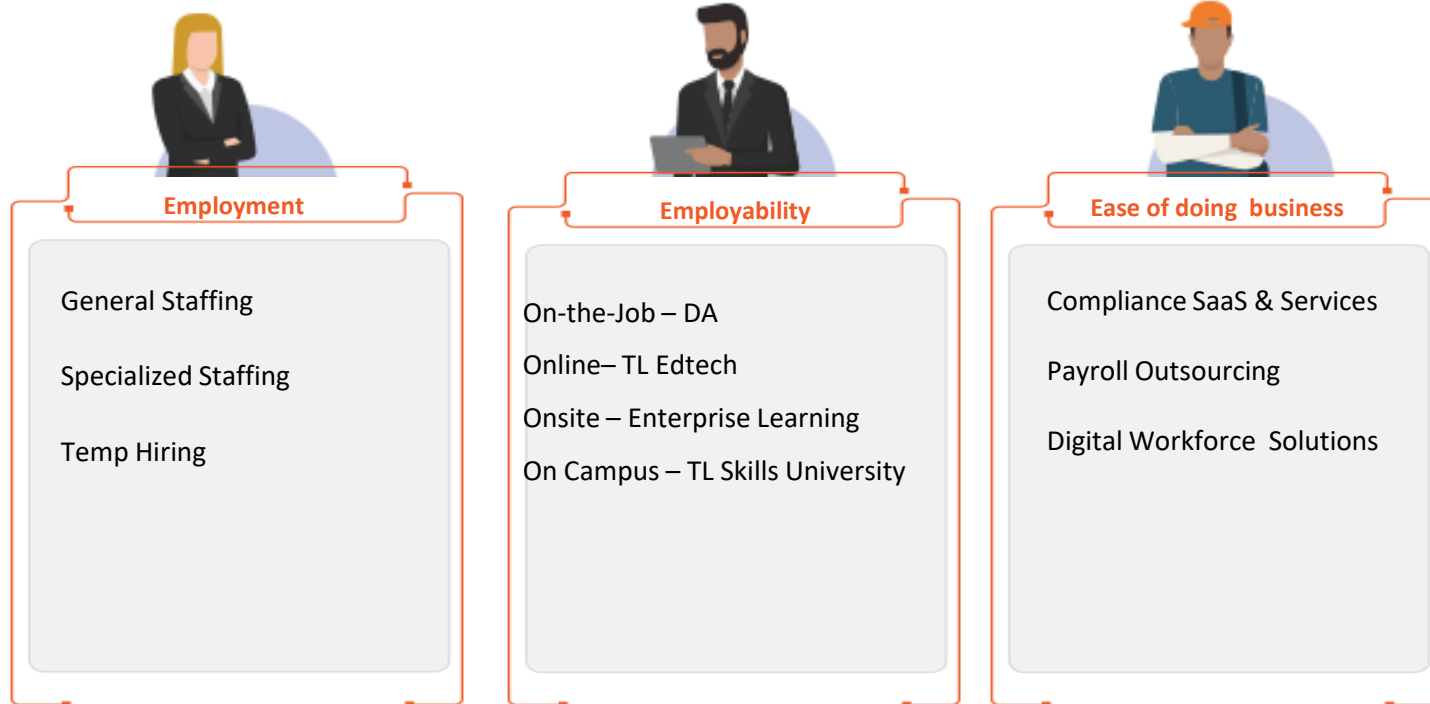 Employment
General Staffing
Specialized Staffing
Temp Hiring
Employability
On-the-Job – DA
Online– TL Edtech
Onsite – Enterprise Learning
On Campus – TL Skills University
Ease of doing business
Compliance SaaS & Services
Payroll Outsourcing
Digital Workforce Solutions